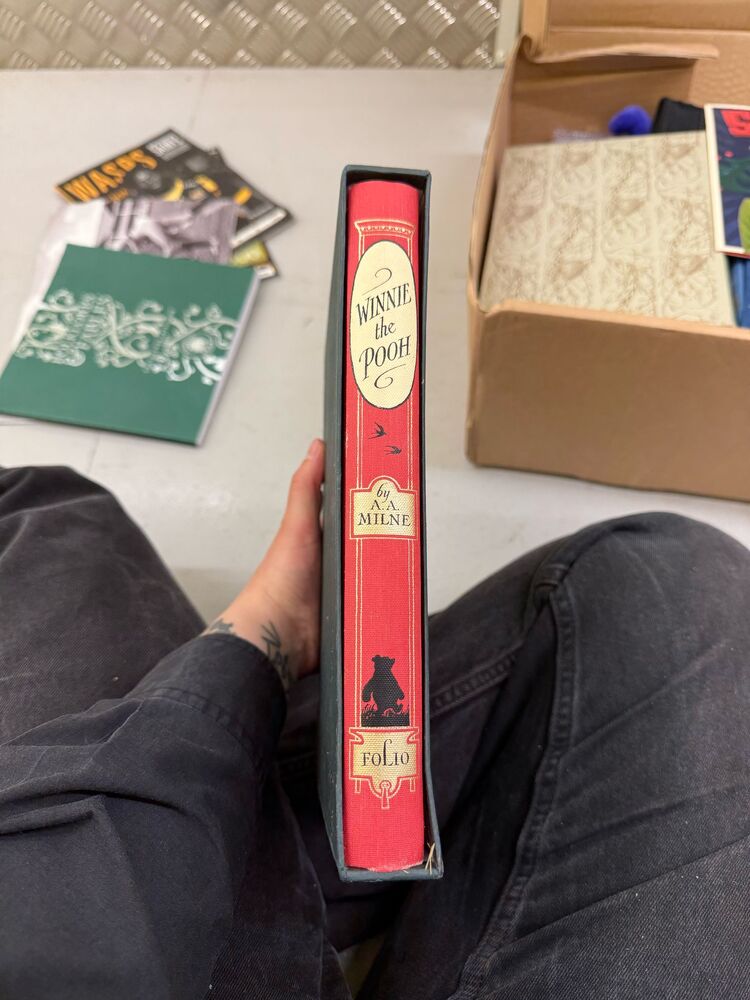 WASPS
WINNIE
the
POOH
by
A. A.
MILNE
FOLIO